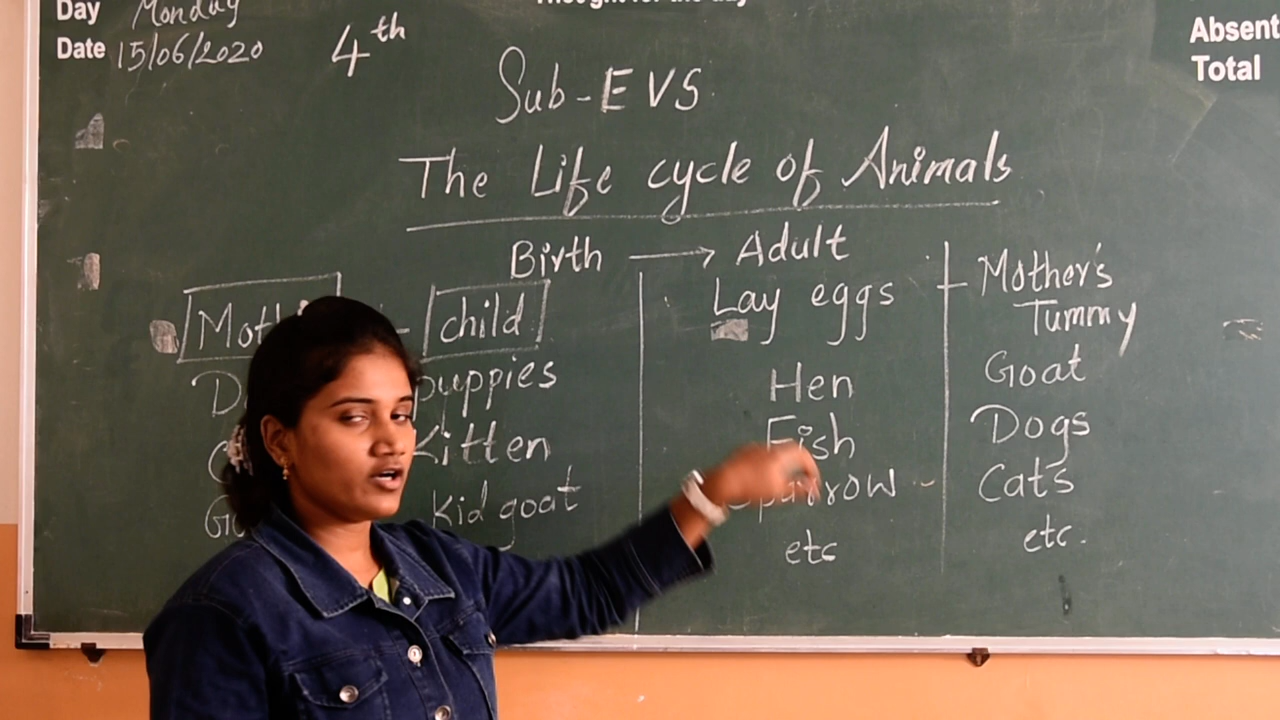 Day Monday
Date 15/06/2020
4th
Absent
Total
Sub-EVS
The Life cycle of Animals
Birth → Adult
child
puppies
Kitten
Kid goat
Lay eggs
Hen
Fish
Sparrow
etc
Mother's
Tummy
Goat
Dogs
Cats
etc.